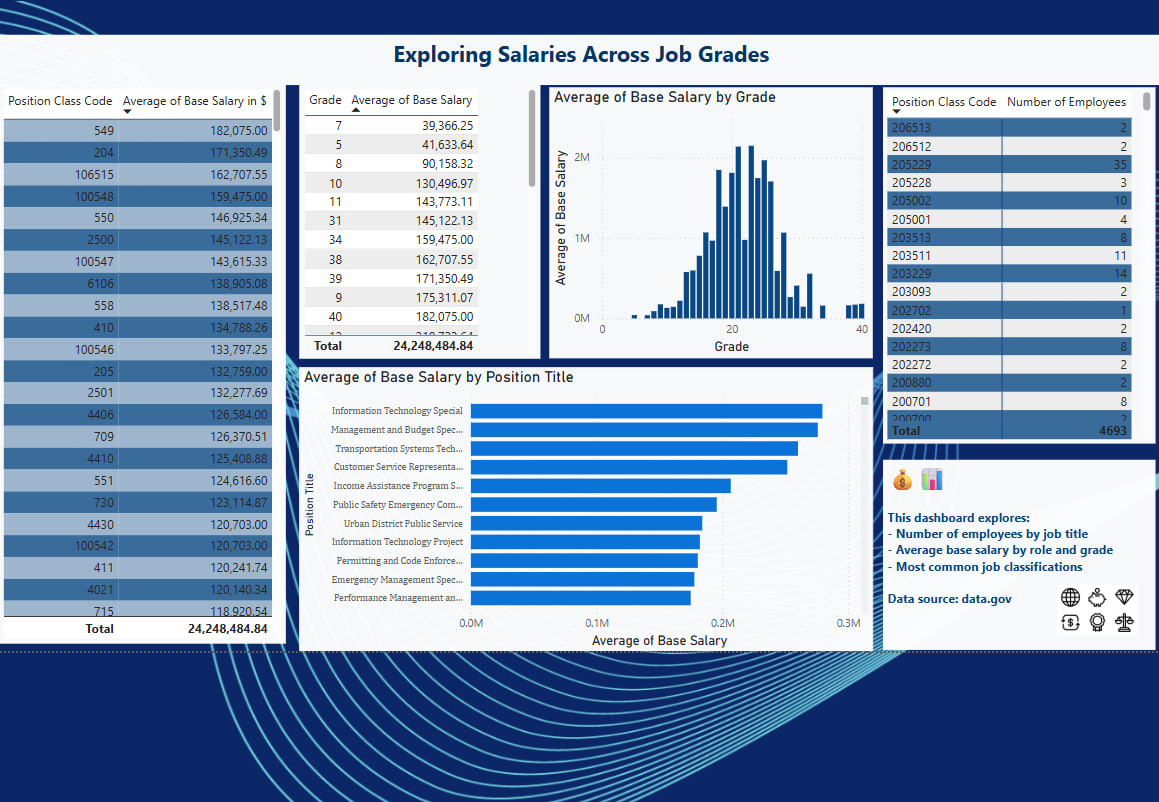 Exploring Salaries Across Job Grades
Position Class Code Average of Base Salary in $
549 182,075.00
204 171,350.49
106515 162,707.55
100548 159,475.00
550 146,925.34
2500 145,122.13
100547 143,615.33
6106 138,905.08
558 138,517.48
410 134,788.26
100546 133,797.25
205 132,759.00
2501 132,277.69
4406 126,584.00
709 126,370.51
4410 125,408.88
551 124,616.60
730 123,114.87
4430 120,703.00
100542 120,703.00
411 120,241.74
4021 120,140.34
715 118,920.54
Total 24,248,484.84
Grade Average of Base Salary
7 39,366.25
5 41,633.64
8 90,158.32
10 130,496.97
11 143,773.11
31 145,122.13
34 159,475.00
38 162,707.55
39 171,350.49
9 175,311.07
40 182,075.00
Total 24,248,484.84
Average of Base Salary by Grade
Average of Base Salary
2M
1M
0M
0 20 40
Grade
Position Class Code Number of Employees
206513 2
206512 2
205229 35
205228 3
205002 10
205001 4
203513 8
203511 11
203229 14
203093 2
202702 1
202420 2
202273 8
202272 2
200880 2
200701 8
200700 2
Total 4693
Average of Base Salary by Position Title
Position Title
Information Technology Special
Management and Budget Spec...
Transportation Systems Tech...
Customer Service Representa...
Income Assistance Program S...
Public Safety Emergency Com...
Urban District Public Service
Information Technology Project
Permitting and Code Enforce...
Emergency Management Spec...
Performance Management an...
0.0M 0.1M 0.2M 0.3M
Average of Base Salary
This dashboard explores:
- Number of employees by job title
- Average base salary by role and grade
- Most common job classifications
Data source: data.gov